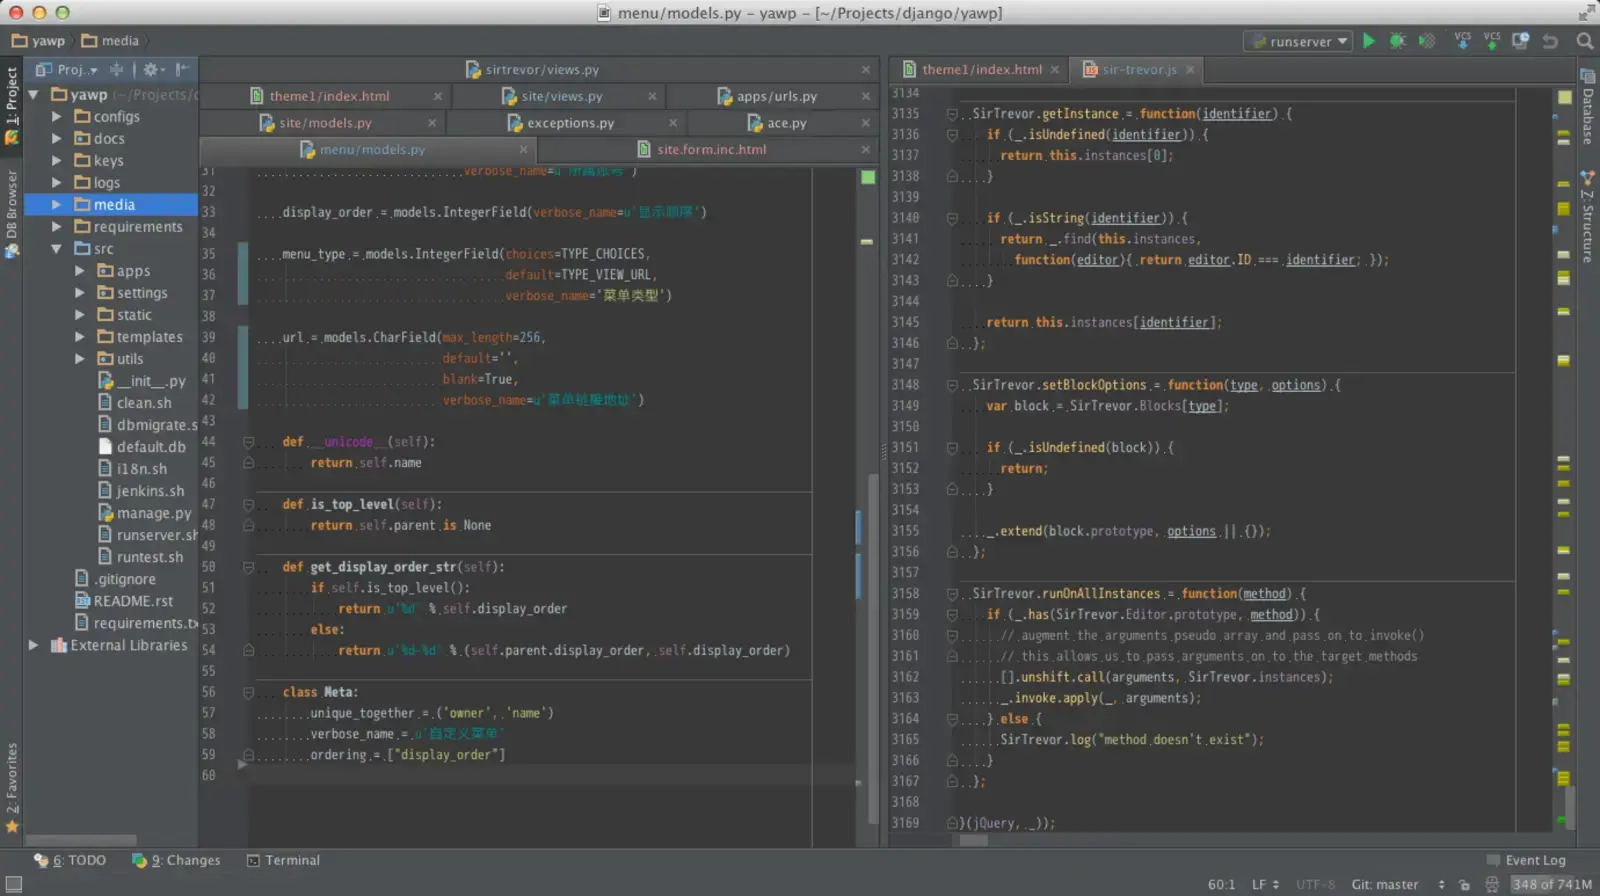 menu/models.py – yawp – [~/Projects/django/yawp]
yawp media
runserver
VCS VCS
1: Project
DB Browser
2: Favorites
Proj..
yawp (~/Projects/d
configs
docs
keys
logs
media
requirements
src
apps
settings
static
templates
utils
__init__.py
clean.sh
dbmigrate.s
default.db
i18n.sh
jenkins.sh
manage.py
runserver.sh
runtest.sh
.gitignore
README.rst
requirements.tx
External Libraries
sirtrevor/views.py
theme1/index.html site/views.py apps/urls.py
site/models.py exceptions.py ace.py
menu/models.py site.form.inc.html
31 verbose_name=u'所属账号')
32
33 display_order = models.IntegerField(verbose_name=u'显示顺序')
34
35 menu_type = models.IntegerField(choices=TYPE_CHOICES,
36 default=TYPE_VIEW_URL,
37 verbose_name='菜单类型')
38
39 url = models.CharField(max_length=256,
40 default='',
41 blank=True,
42 verbose_name=u'菜单链接地址')
43
44 def __unicode__(self):
45 return self.name
46
47 def is_top_level(self):
48 return self.parent is None
49
50 def get_display_order_str(self):
51 if self.is_top_level():
52 return u'%d' % self.display_order
53 else:
54 return u'%d-%d' % (self.parent.display_order, self.display_order)
55
56 class Meta:
57 unique_together = ('owner', 'name')
58 verbose_name = u'自定义菜单'
59 ordering = ["display_order"]
60
theme1/index.html sir-trevor.js
3134
3135 SirTrevor.getInstance = function(identifier) {
3136 if (_.isUndefined(identifier)) {
3137 return this.instances[0];
3138 }
3140 if (_.isString(identifier)) {
3141 return _.find(this.instances,
3142 function(editor){ return editor.ID === identifier; });
3143 }
3144
3145 return this.instances[identifier];
3146 };
3147
3148 SirTrevor.setBlockOptions = function(type, options) {
3149 var block = SirTrevor.Blocks[type];
3150
3151 if (_.isUndefined(block)) {
3152 return;
3153 }
3154
3155 _.extend(block.prototype, options || {});
3156 };
3157
3158 SirTrevor.runOnAllInstances = function(method) {
3159 if (_.has(SirTrevor.Editor.prototype, method)) {
3160 // augment the arguments pseudo array and pass on to invoke()
3161 // this allows us to pass arguments on to the target methods
3162 [].unshift.call(arguments, SirTrevor.instances);
3163 _.invoke.apply(_, arguments);
3164 } else {
3165 SirTrevor.log("method doesn't exist");
3166 }
3167 };
3168
3169 }(jQuery, _));
Database
Z: Structure
6: TODO 9: Changes Terminal Event Log
60:1 LF UTF-8 Git: master 348 of 741M